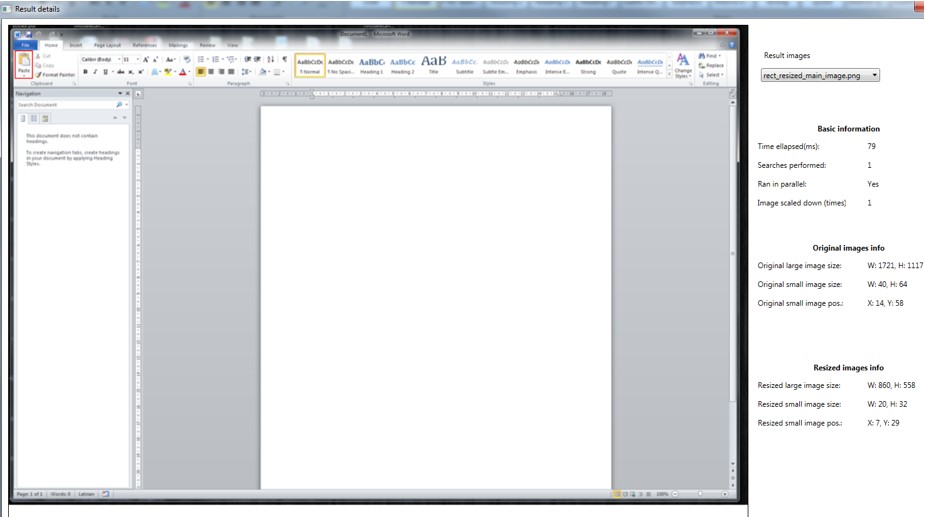 Result details
Document1 - Microsoft Word
File Home Insert Page Layout References Mailings Review View
Paste
Cut
Copy
Format Painter
Clipboard
Calibri (Body) 11
Font
Paragraph
AaBbCcDc AaBbCcDc AaBbC AaBbCc AaB AaBbCc. AaBbCcDc AaBbCcDc AaBbCcDc AaBbCcDc AaBbCcDc AaBbCcDc
¶ Normal ¶ No Spaci... Heading 1 Heading 2 Title Subtitle Subtle Em... Emphasis Intense E... Strong Quote Intense Q...
Styles
Change Styles
Find
Replace
Select
Editing
Navigation
Search Document
This document does not contain
headings.
To create navigation tabs, create headings
in your document by applying Heading
Styles.
Page: 1 of 1 Words: 0 Latvian 100%
Result images
rect_resized_main_image.png
Basic information
Time ellapsed(ms): 79
Searches performed: 1
Ran in parallel: Yes
Image scaled down (times) 1
Original images info
Original large image size: W: 1721, H: 1117
Original small image size: W: 40, H: 64
Original small image pos.: X: 14, Y: 58
Resized images info
Resized large image size: W: 860, H: 558
Resized small image size: W: 20, H: 32
Resized small image pos.: X: 7, Y: 29